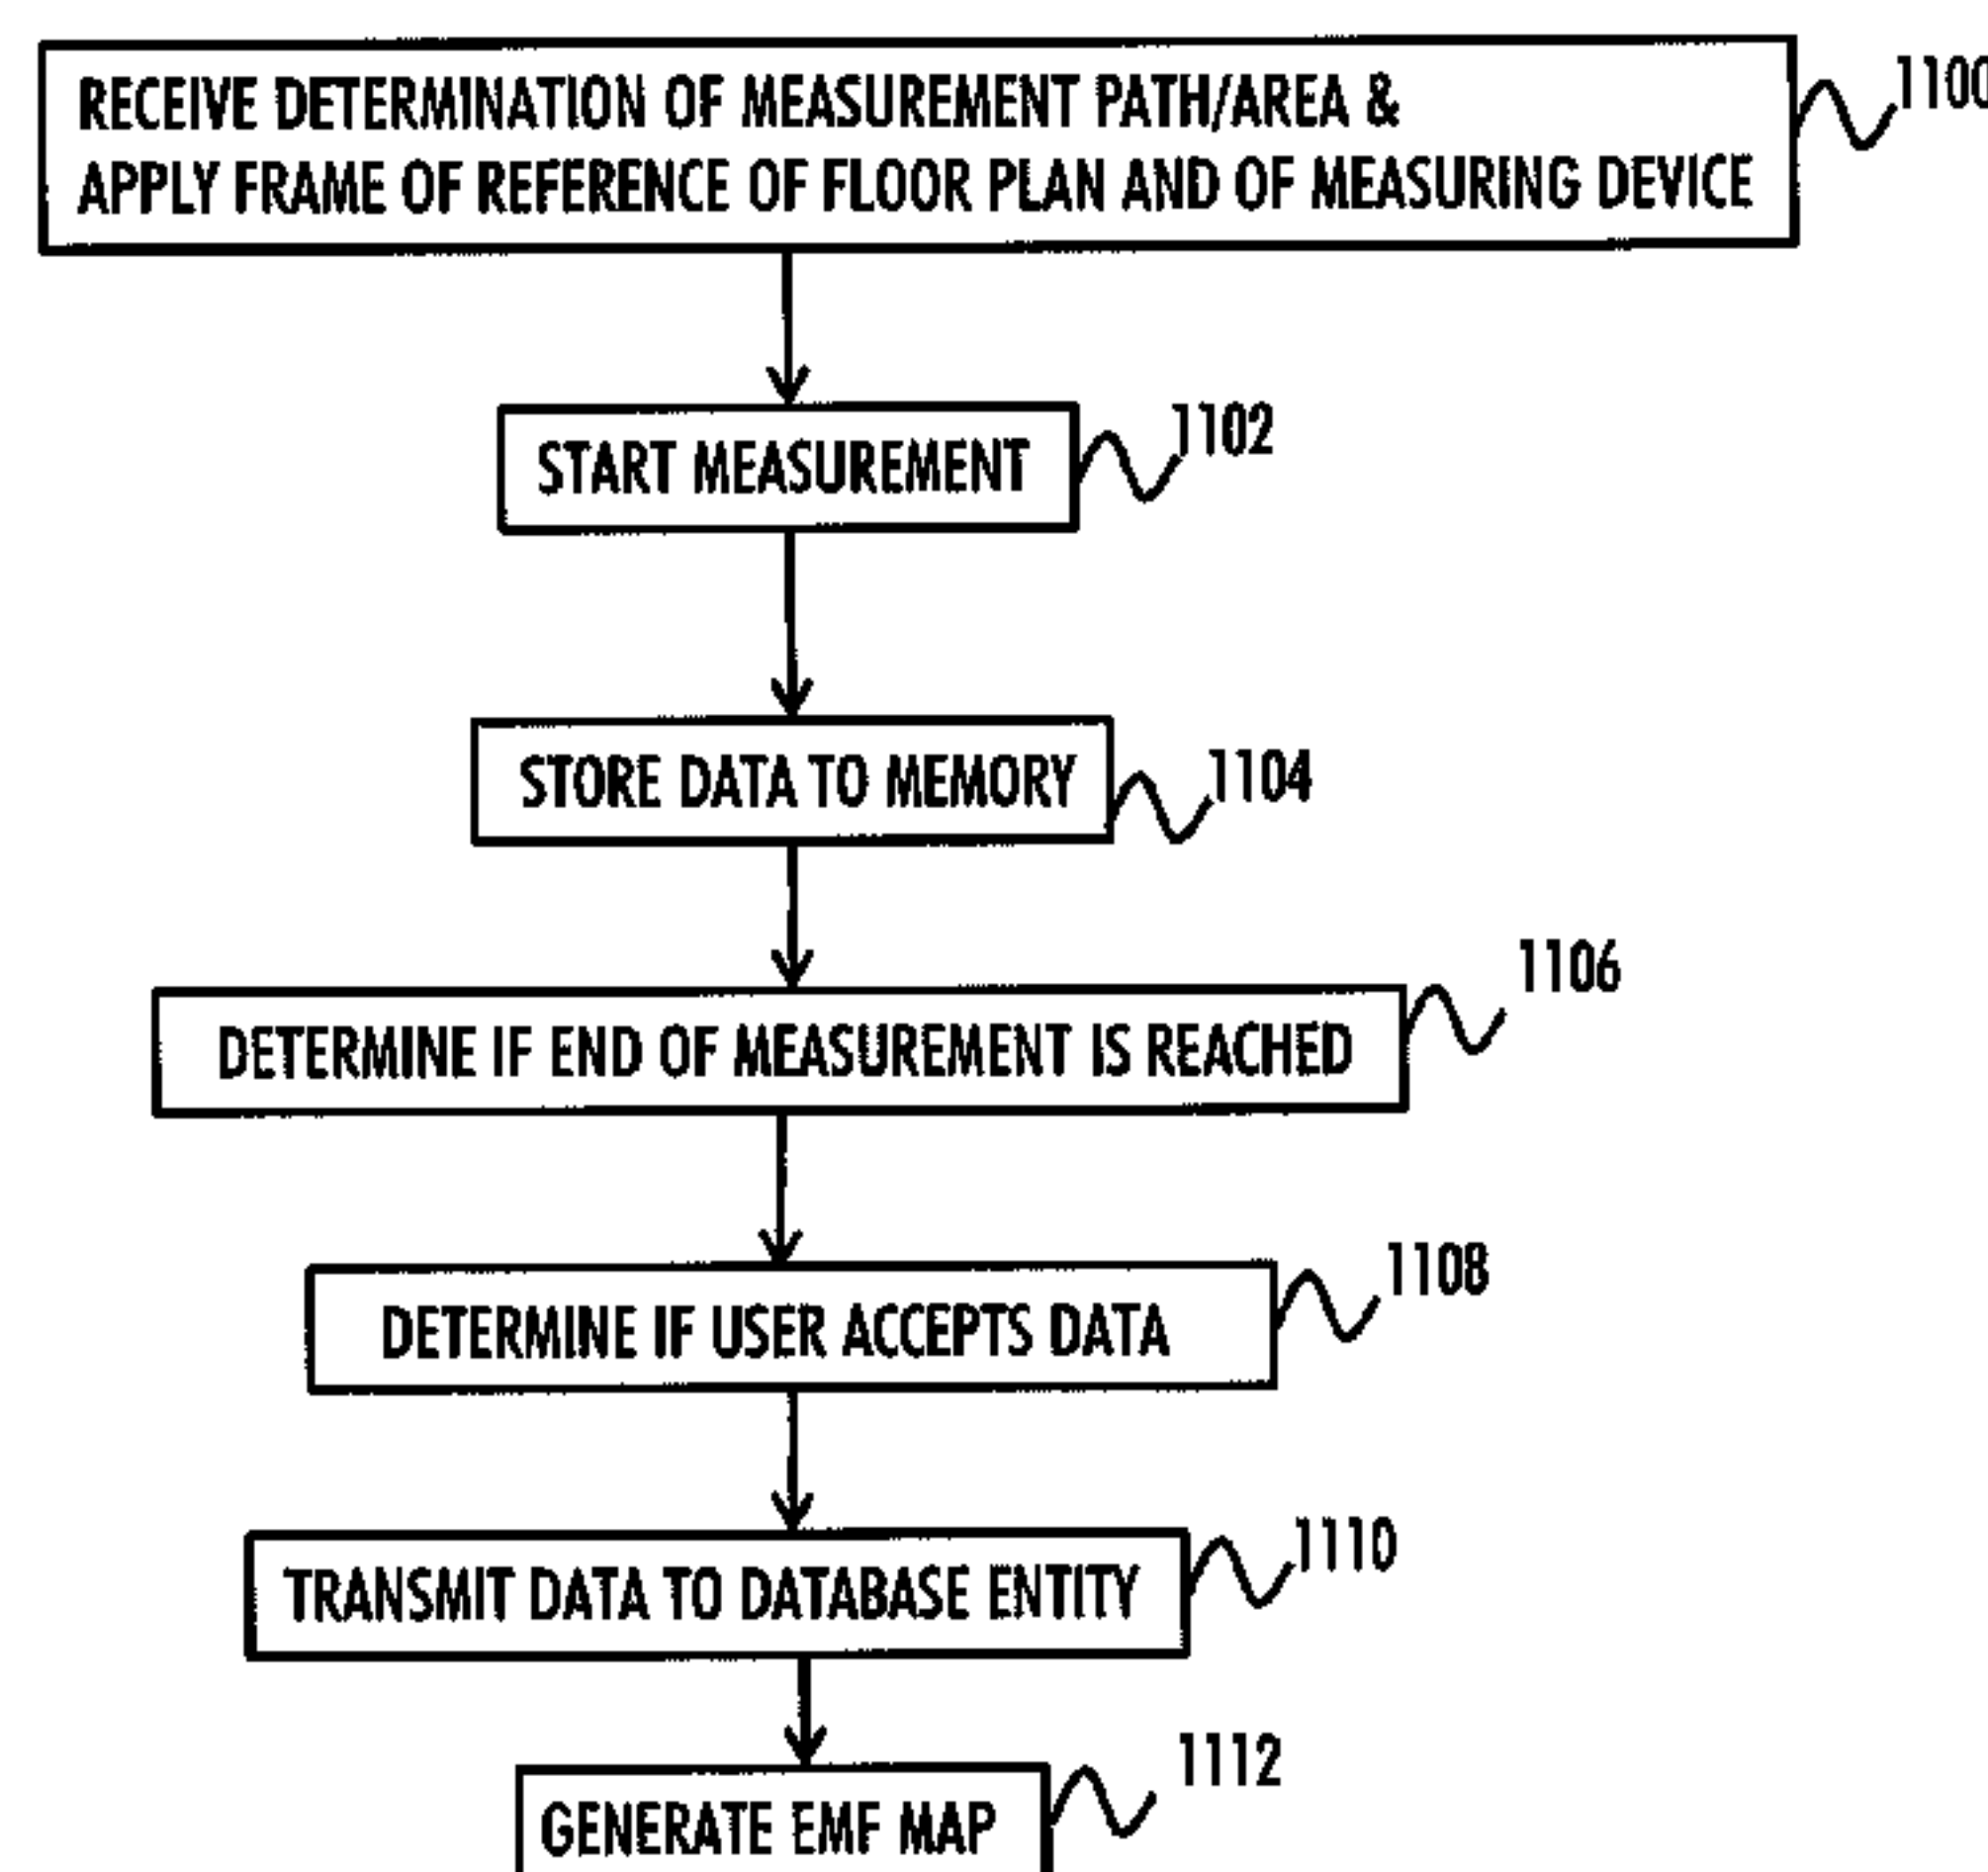 RECEIVE DETERMINATION OF MEASUREMENT PATH/AREA &
APPLY FRAME OF REFERENCE OF FLOOR PLAN AND OF MEASURING DEVICE
1100
START MEASUREMENT
1102
STORE DATA TO MEMORY
1104
DETERMINE IF END OF MEASUREMENT IS REACHED
1106
DETERMINE IF USER ACCEPTS DATA
1108
TRANSMIT DATA TO DATABASE ENTITY
1110
GENERATE EMF MAP
1112